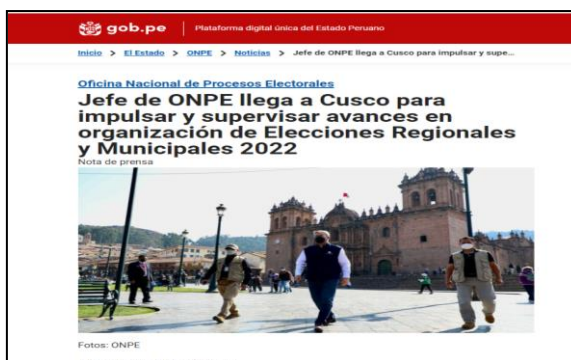 gob.pe | Plataforma digital única del Estado Peruano
Inicio > El Estado > ONPE > Noticias > Jefe de ONPE llega a Cusco para impulsar y supe...
Oficina Nacional de Procesos Electorales
Jefe de ONPE llega a Cusco para
impulsar y supervisar avances en
organización de Elecciones Regionales
y Municipales 2022
Nota de prensa
Fotos: ONPE